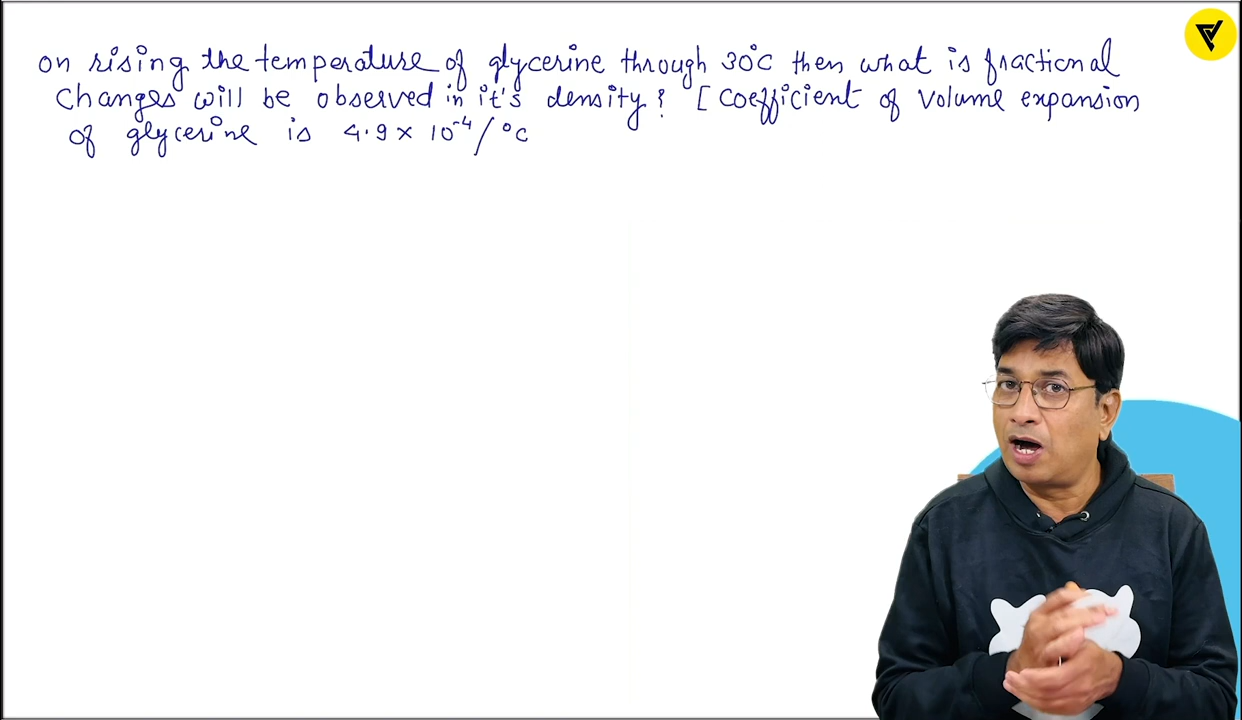 on rising the temperature of glycerine through 30°C then what is fractional
changes will be observed in it's density? [ coefficient of volume expansion
of glycerine is 4.9 × 10⁻⁴/°C